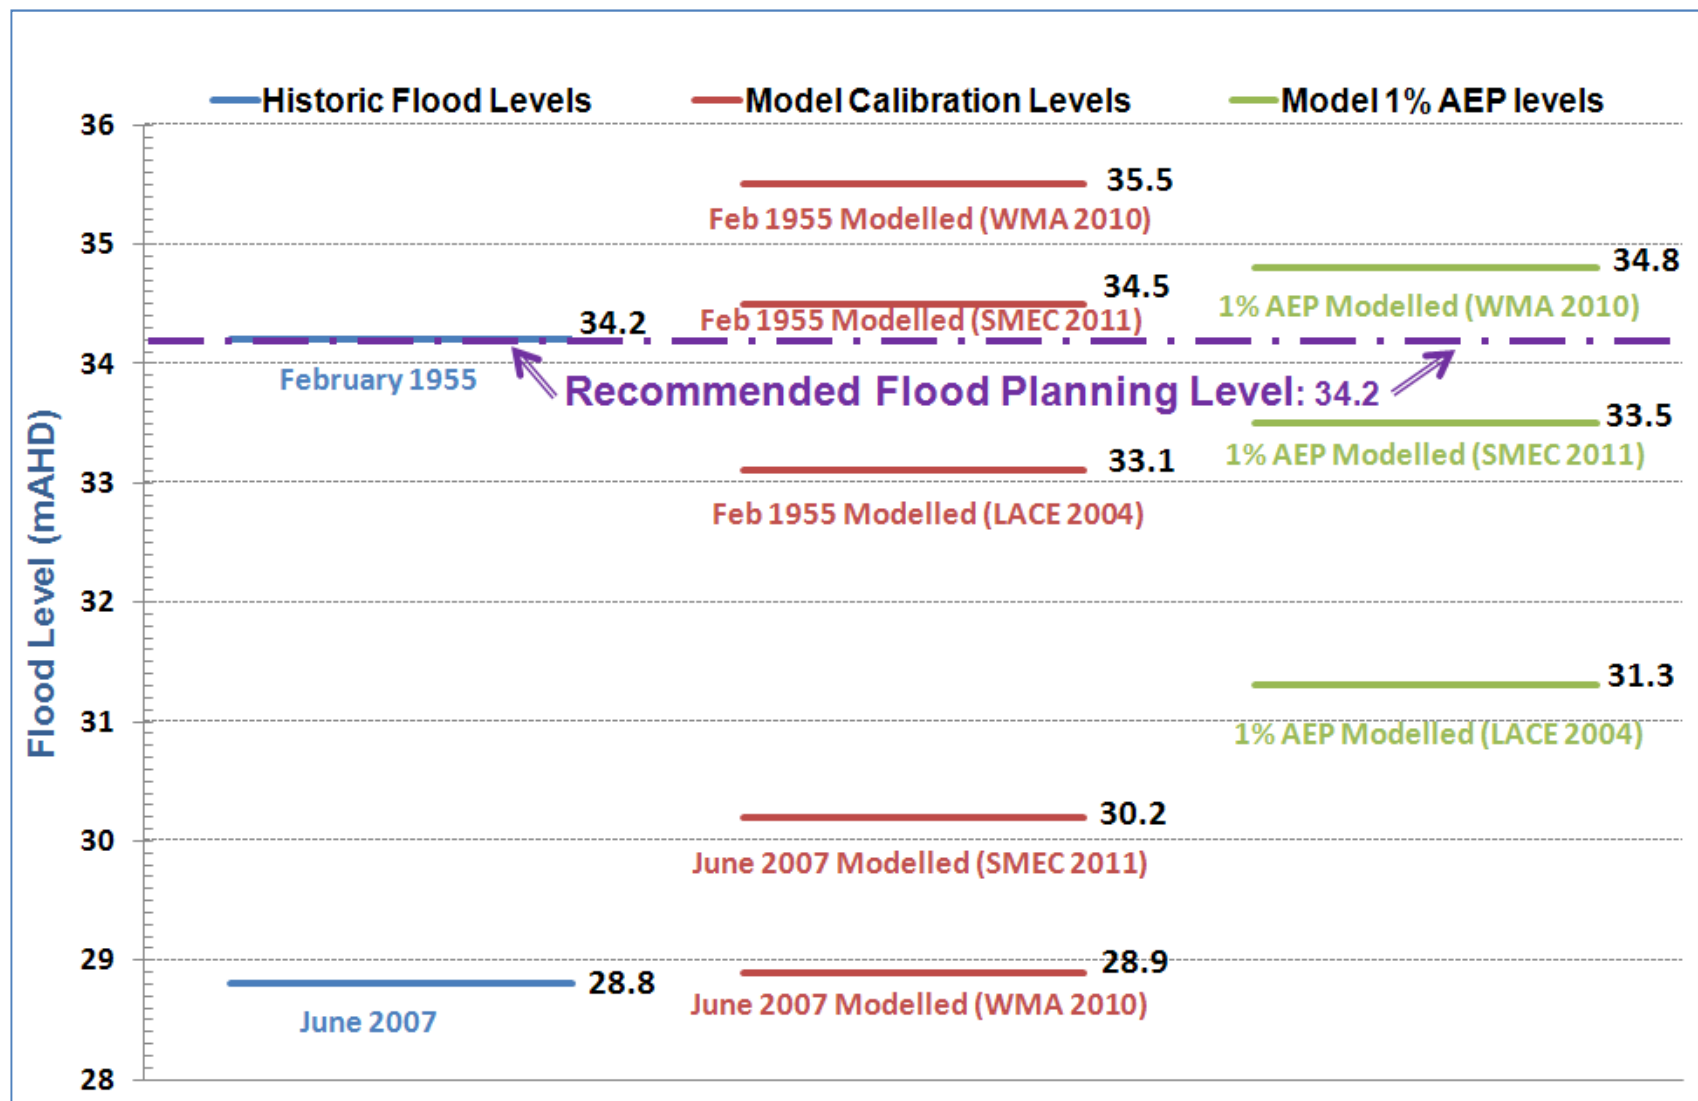 Historic Flood Levels
Model Calibration Levels
Model 1% AEP levels
Flood Level (mAHD)
36
35
34
33
32
31
30
29
28
35.5
Feb 1955 Modelled (WMA 2010)
34.8
1% AEP Modelled (WMA 2010)
34.5
Feb 1955 Modelled (SMEC 2011)
34.2
February 1955
Recommended Flood Planning Level: 34.2
33.5
1% AEP Modelled (SMEC 2011)
33.1
Feb 1955 Modelled (LACE 2004)
31.3
1% AEP Modelled (LACE 2004)
30.2
June 2007 Modelled (SMEC 2011)
28.9
June 2007 Modelled (WMA 2010)
28.8
June 2007